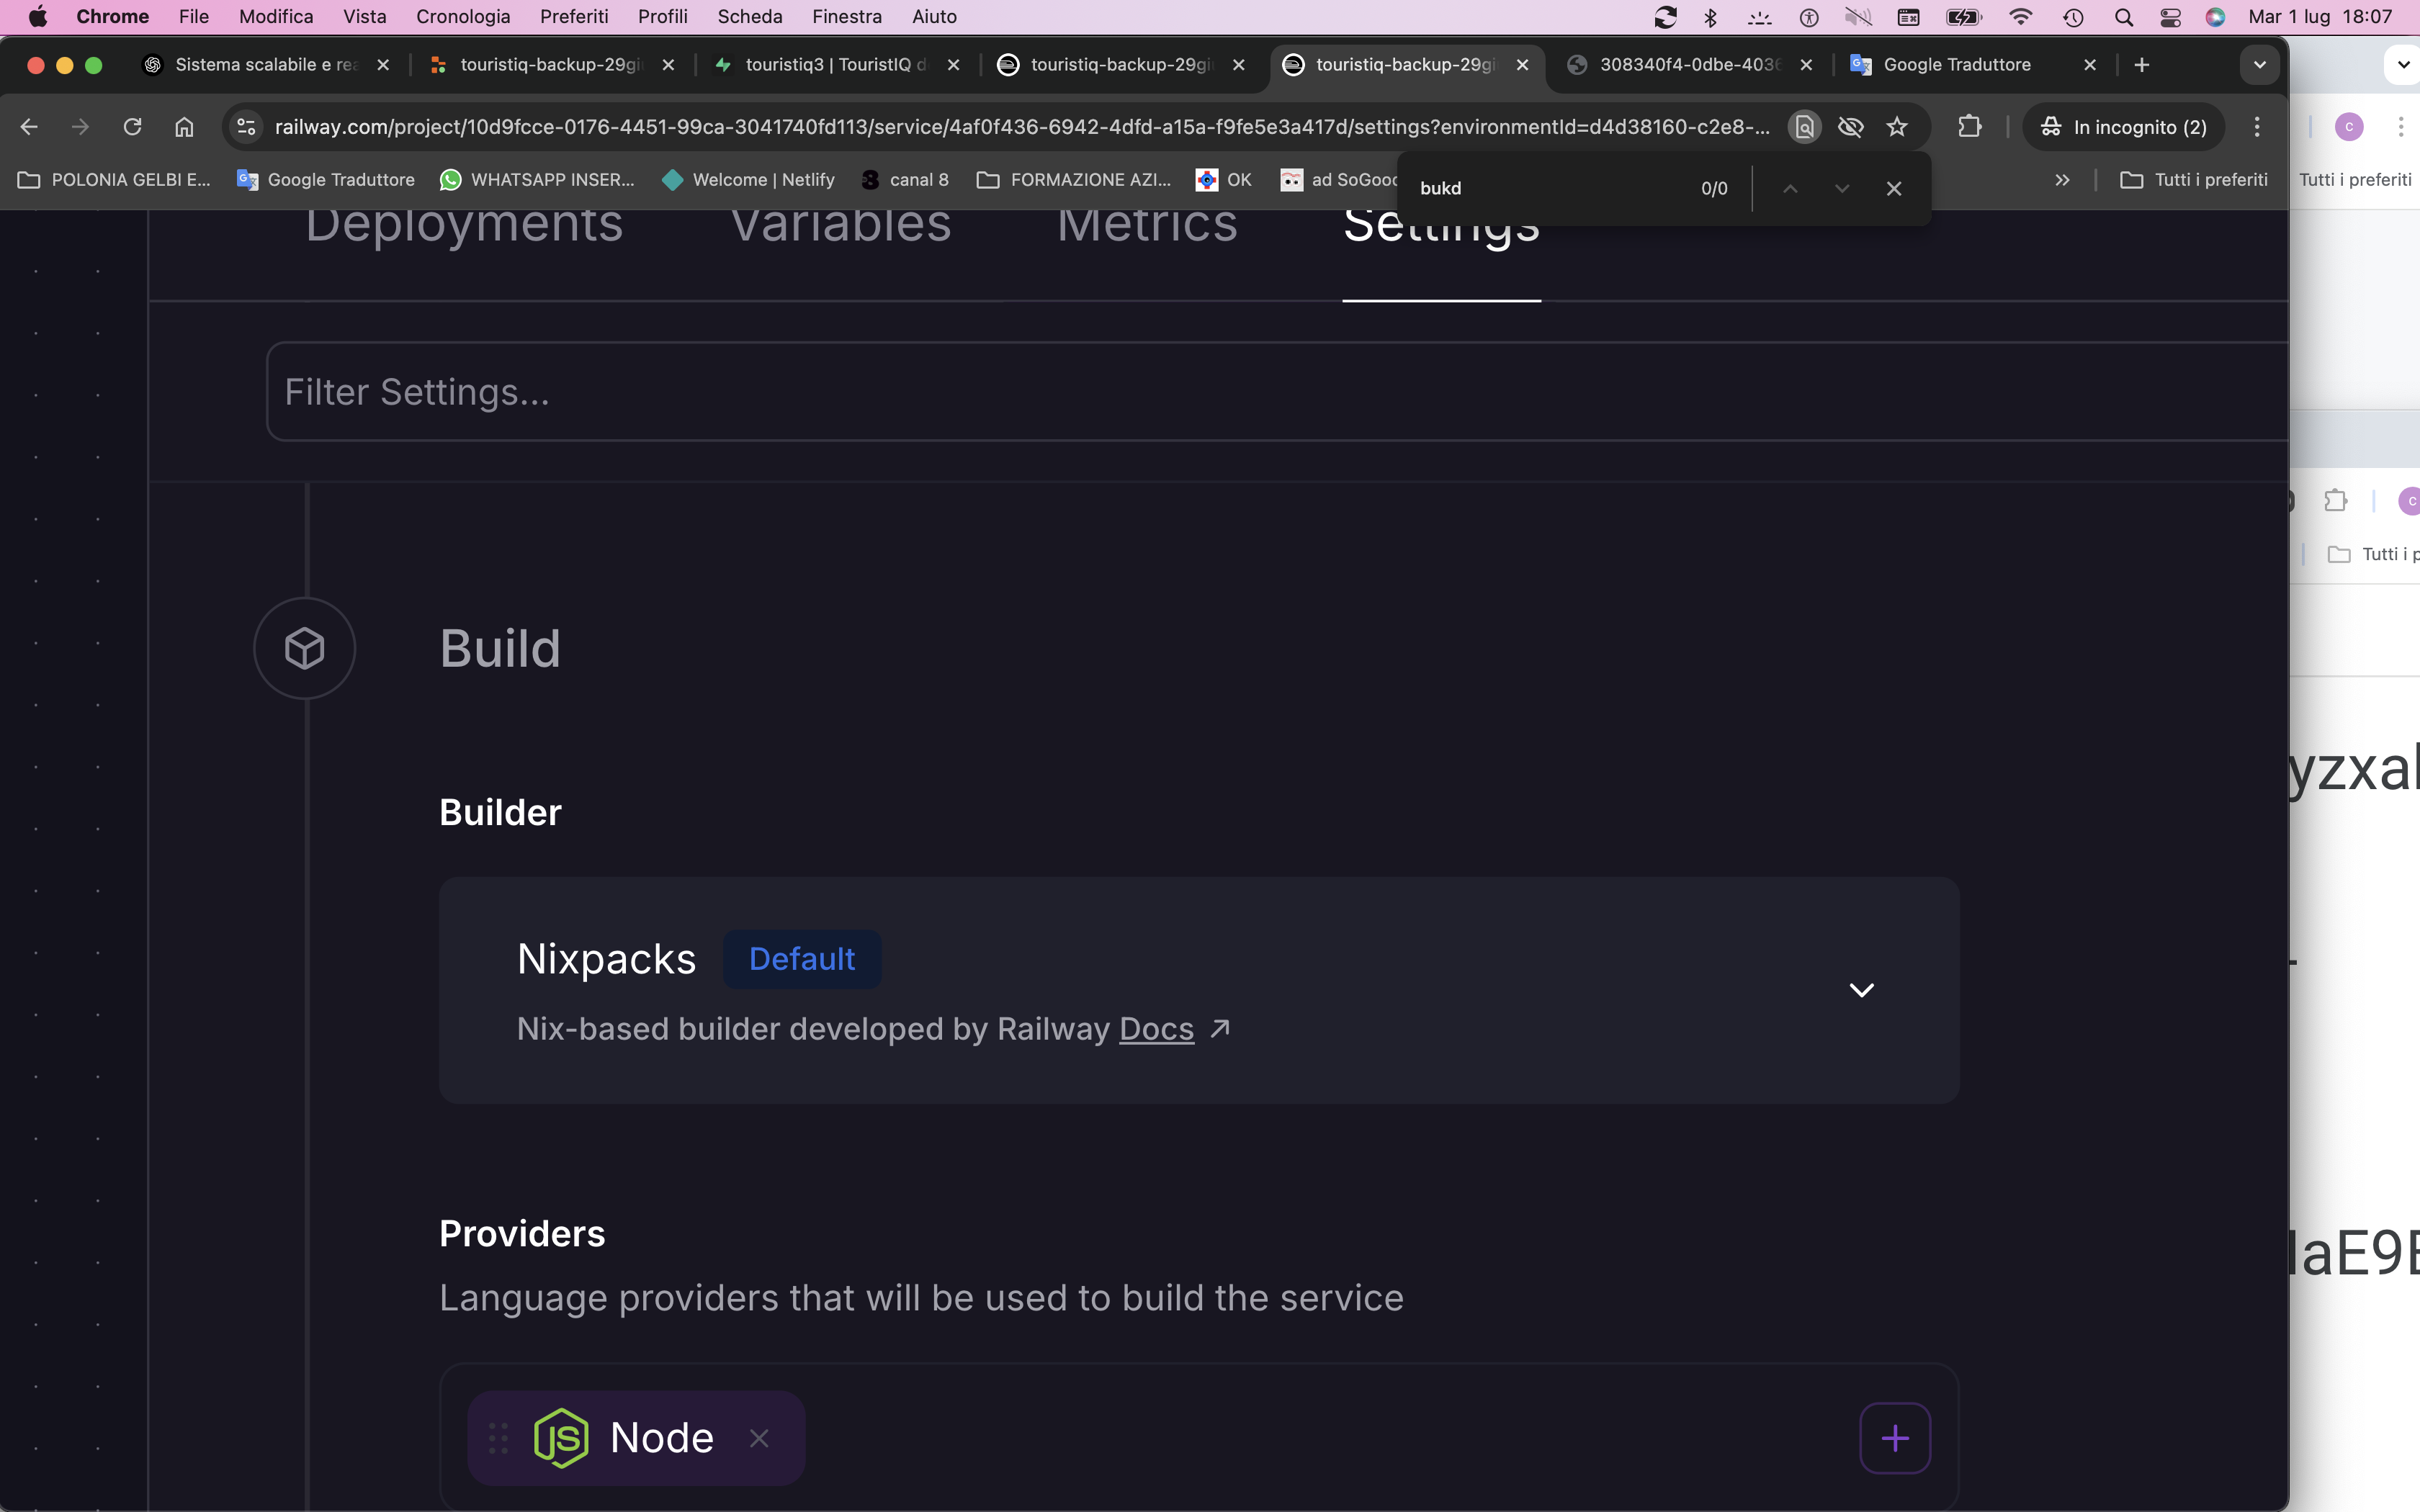 Chrome File Modifica Vista Cronologia Preferiti Profili Scheda Finestra Aiuto Mar 1 lug 18:07
Sistema scalabile e rea touristiq-backup-29gi touristiq3 | TouristIQ d touristiq-backup-29gi touristiq-backup-29gi 308340f4-0dbe-4036 Google Traduttore
railway.com/project/10d9fcce-0176-4451-99ca-3041740fd113/service/4af0f436-6942-4dfd-a15a-f9fe5e3a417d/settings?environmentId=d4d38160-c2e8-... In incognito (2) c
POLONIA GELBI E... Google Traduttore WHATSAPP INSER... Welcome | Netlify canal 8 FORMAZIONE AZI... OK ad SoGood Tutti i preferiti Tutti i preferiti
bukd 0/0
Deployments Variables Metrics Settings
Filter Settings...
c
Tutti i p
Build
yzxal
Builder
Nixpacks Default
Nix-based builder developed by Railway Docs
Providers
Language providers that will be used to build the service
aE9E
JS Node